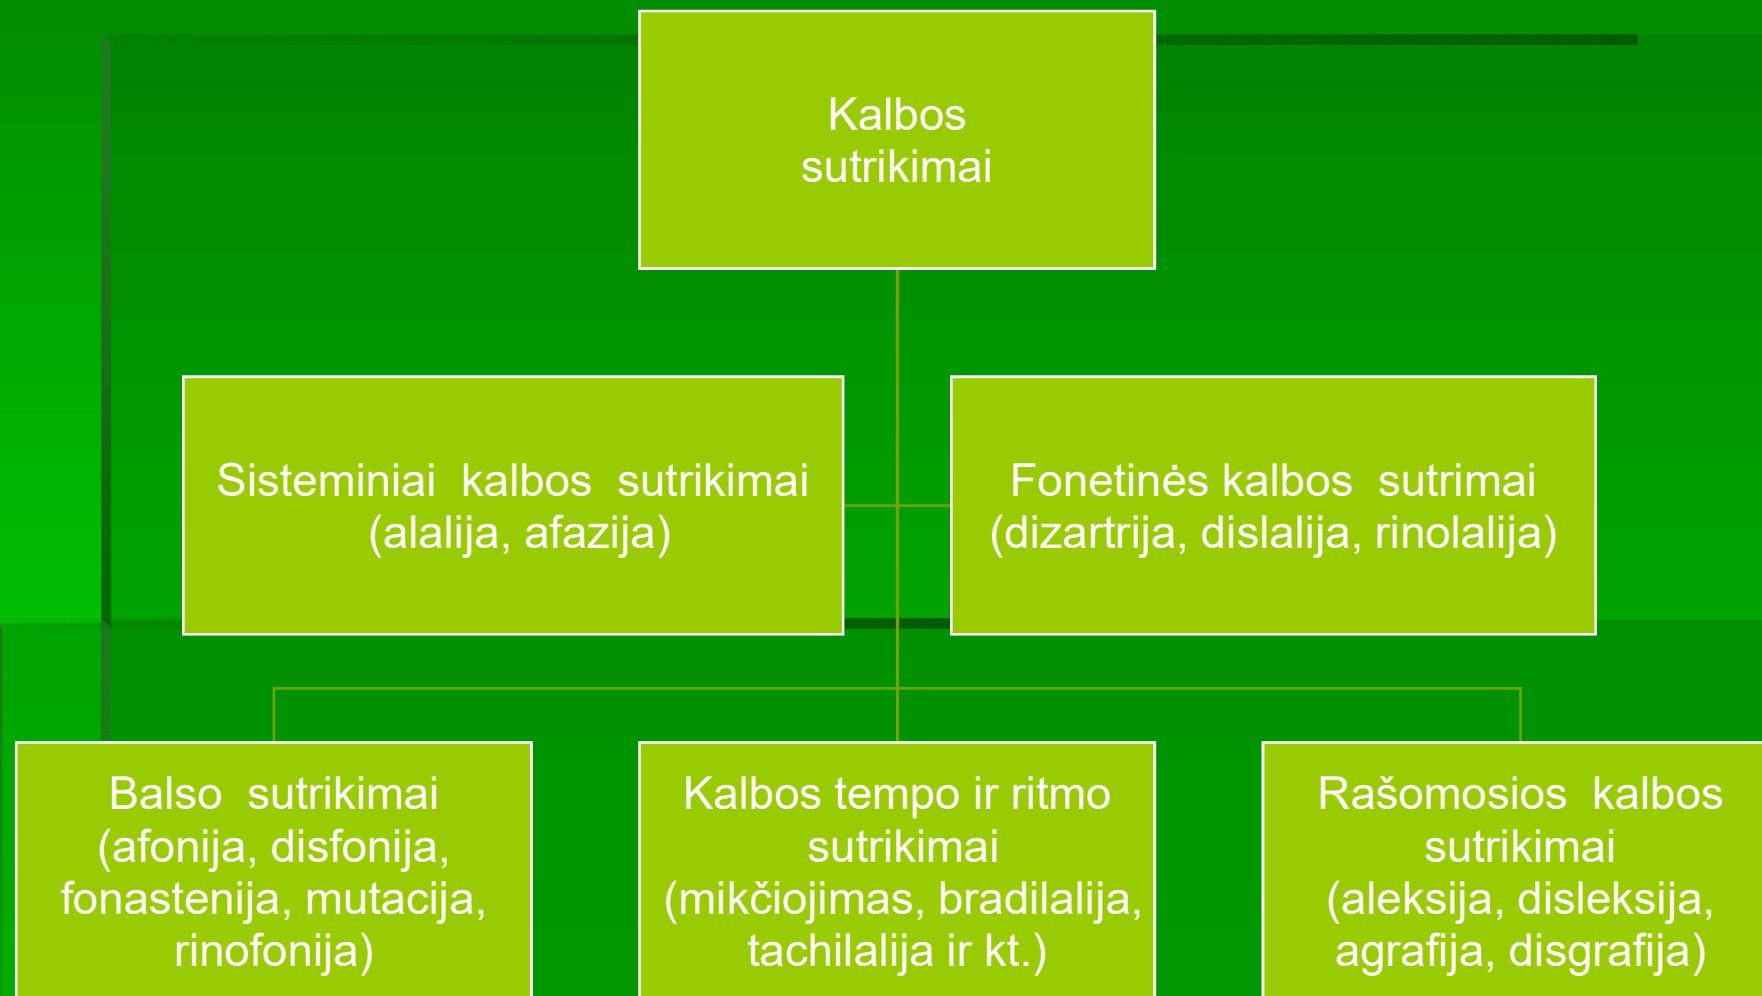 Kalbos
sutrikimai
Sisteminiai kalbos sutrikimai
(alalija, afazija)
Fonetinės kalbos sutrimai
(dizartrija, dislalija, rinolalija)
Balso sutrikimai
(afonija, disfonija,
fonastenija, mutacija,
rinofonija)
Kalbos tempo ir ritmo
sutrikimai
(mikčiojimas, bradilalija,
tachilalija ir kt.)
Rašomosios kalbos
sutrikimai
(aleksija, disleksija,
agrafija, disgrafija)